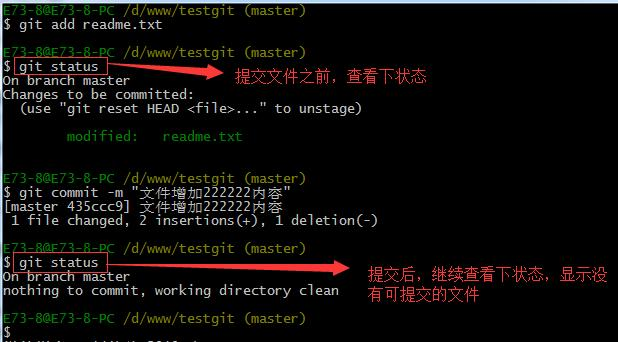 E73-8@E73-8-PC /d/www/testgit (master)
$ git add readme.txt
E73-8@E73-8-PC /d/www/testgit (master)
$ git status
提交文件之前，查看下状态
On branch master
Changes to be committed:
(use "git reset HEAD <file>..." to unstage)
modified: readme.txt
E73-8@E73-8-PC /d/www/testgit (master)
$ git commit -m "文件增加222222内容"
[master 435ccc9] 文件增加222222内容
1 file changed, 2 insertions(+), 1 deletion(-)
E73-8@E73-8-PC /d/www/testgit (master)
$ git status
提交后，继续查看下状态，显示没
有可提交的文件
On branch master
nothing to commit, working directory clean
E73-8@E73-8-PC /d/www/testgit (master)
$